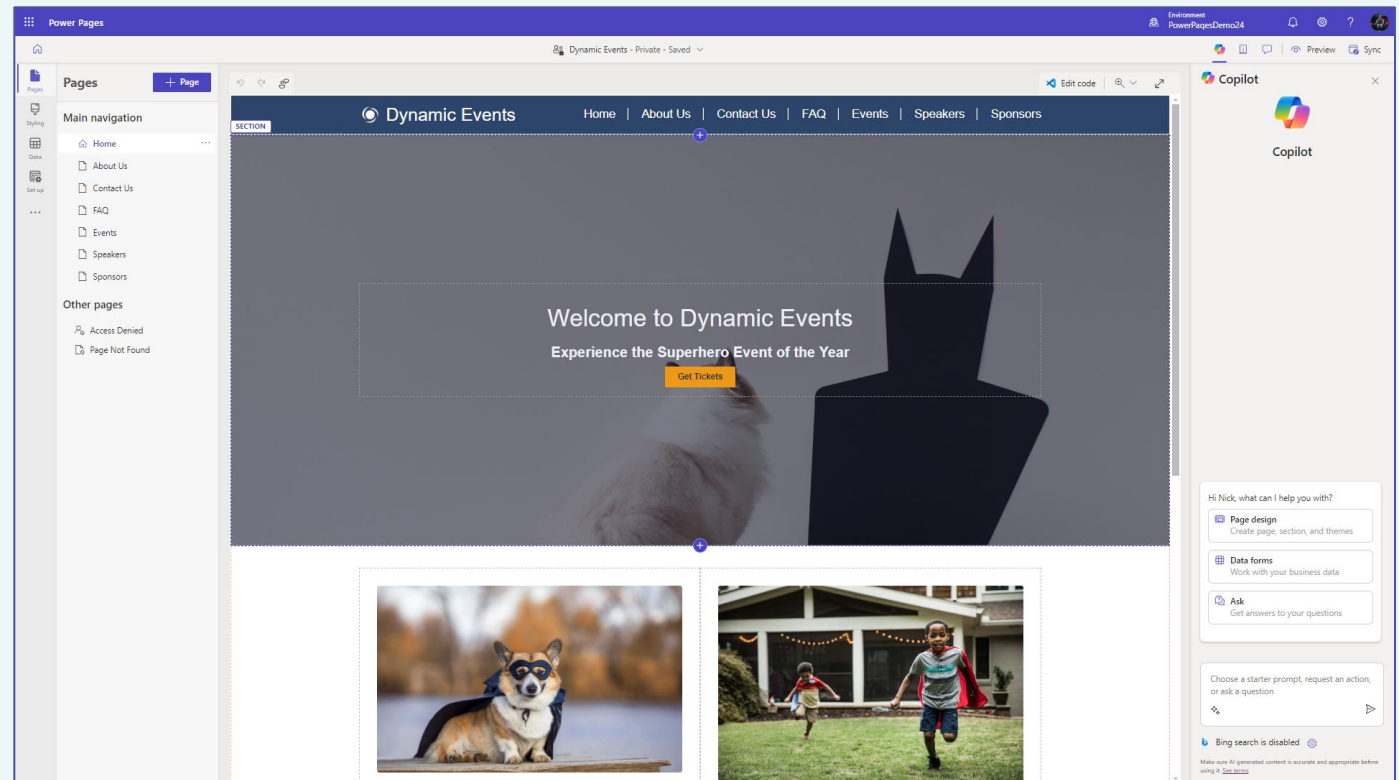 Power Pages
Environment
PowerPagesDemo24
Dynamic Events - Private - Saved
Preview
Sync
Pages
Styling
Data
Set up
Pages
+ Page
Main navigation
Home
About Us
Contact Us
FAQ
Events
Speakers
Sponsors
Other pages
Access Denied
Page Not Found
Edit code
SECTION
Dynamic Events
Home | About Us | Contact Us | FAQ | Events | Speakers | Sponsors
Welcome to Dynamic Events
Experience the Superhero Event of the Year
Get Tickets
Copilot
Copilot
Hi Nick, what can I help you with?
Page design
Create page, section, and themes
Data forms
Work with your business data
Ask
Get answers to your questions
Choose a starter prompt, request an action,
or ask a question
Bing search is disabled
Make sure AI-generated content is accurate and appropriate before
using it. See terms